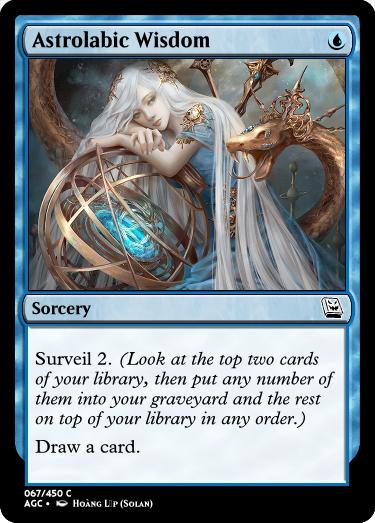 Astrolabic Wisdom
Sorcery
Surveil 2. (Look at the top two cards
of your library, then put any number of
them into your graveyard and the rest
on top of your library in any order.)
Draw a card.
067/450 C
AGC • Hoàng Lập (Solan)